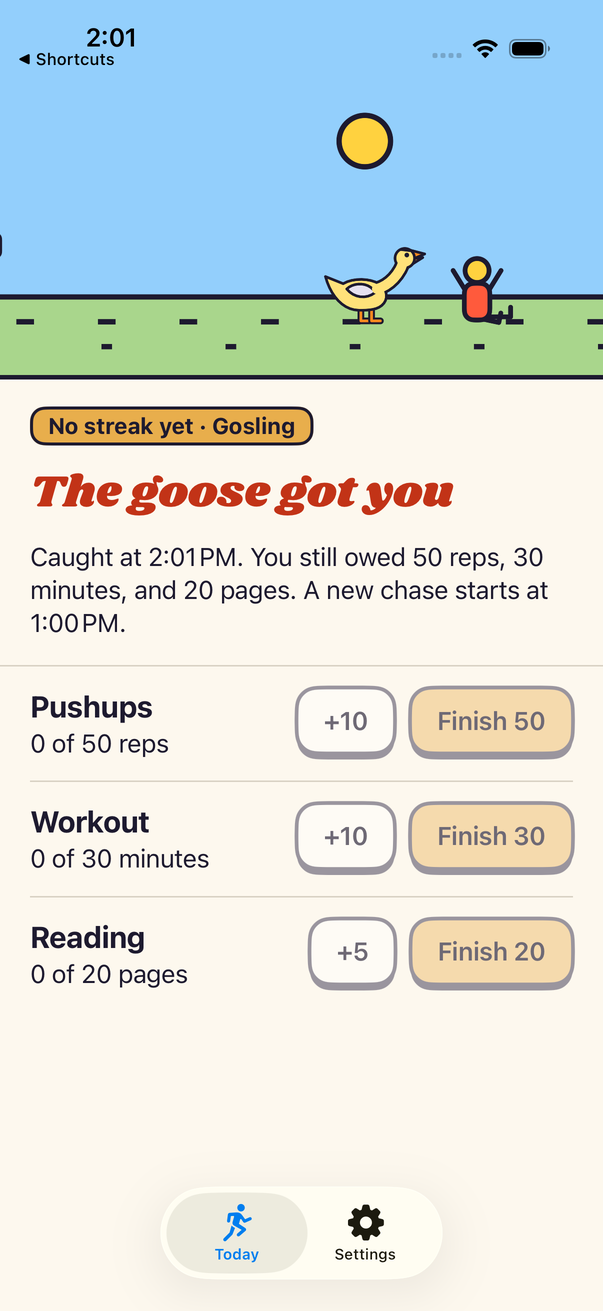 2:01
◀ Shortcuts
No streak yet · Gosling
The goose got you
Caught at 2:01 PM. You still owed 50 reps, 30
minutes, and 20 pages. A new chase starts at
1:00 PM.
Pushups
0 of 50 reps
+10
Finish 50
Workout
0 of 30 minutes
+10
Finish 30
Reading
0 of 20 pages
+5
Finish 20
Today
Settings